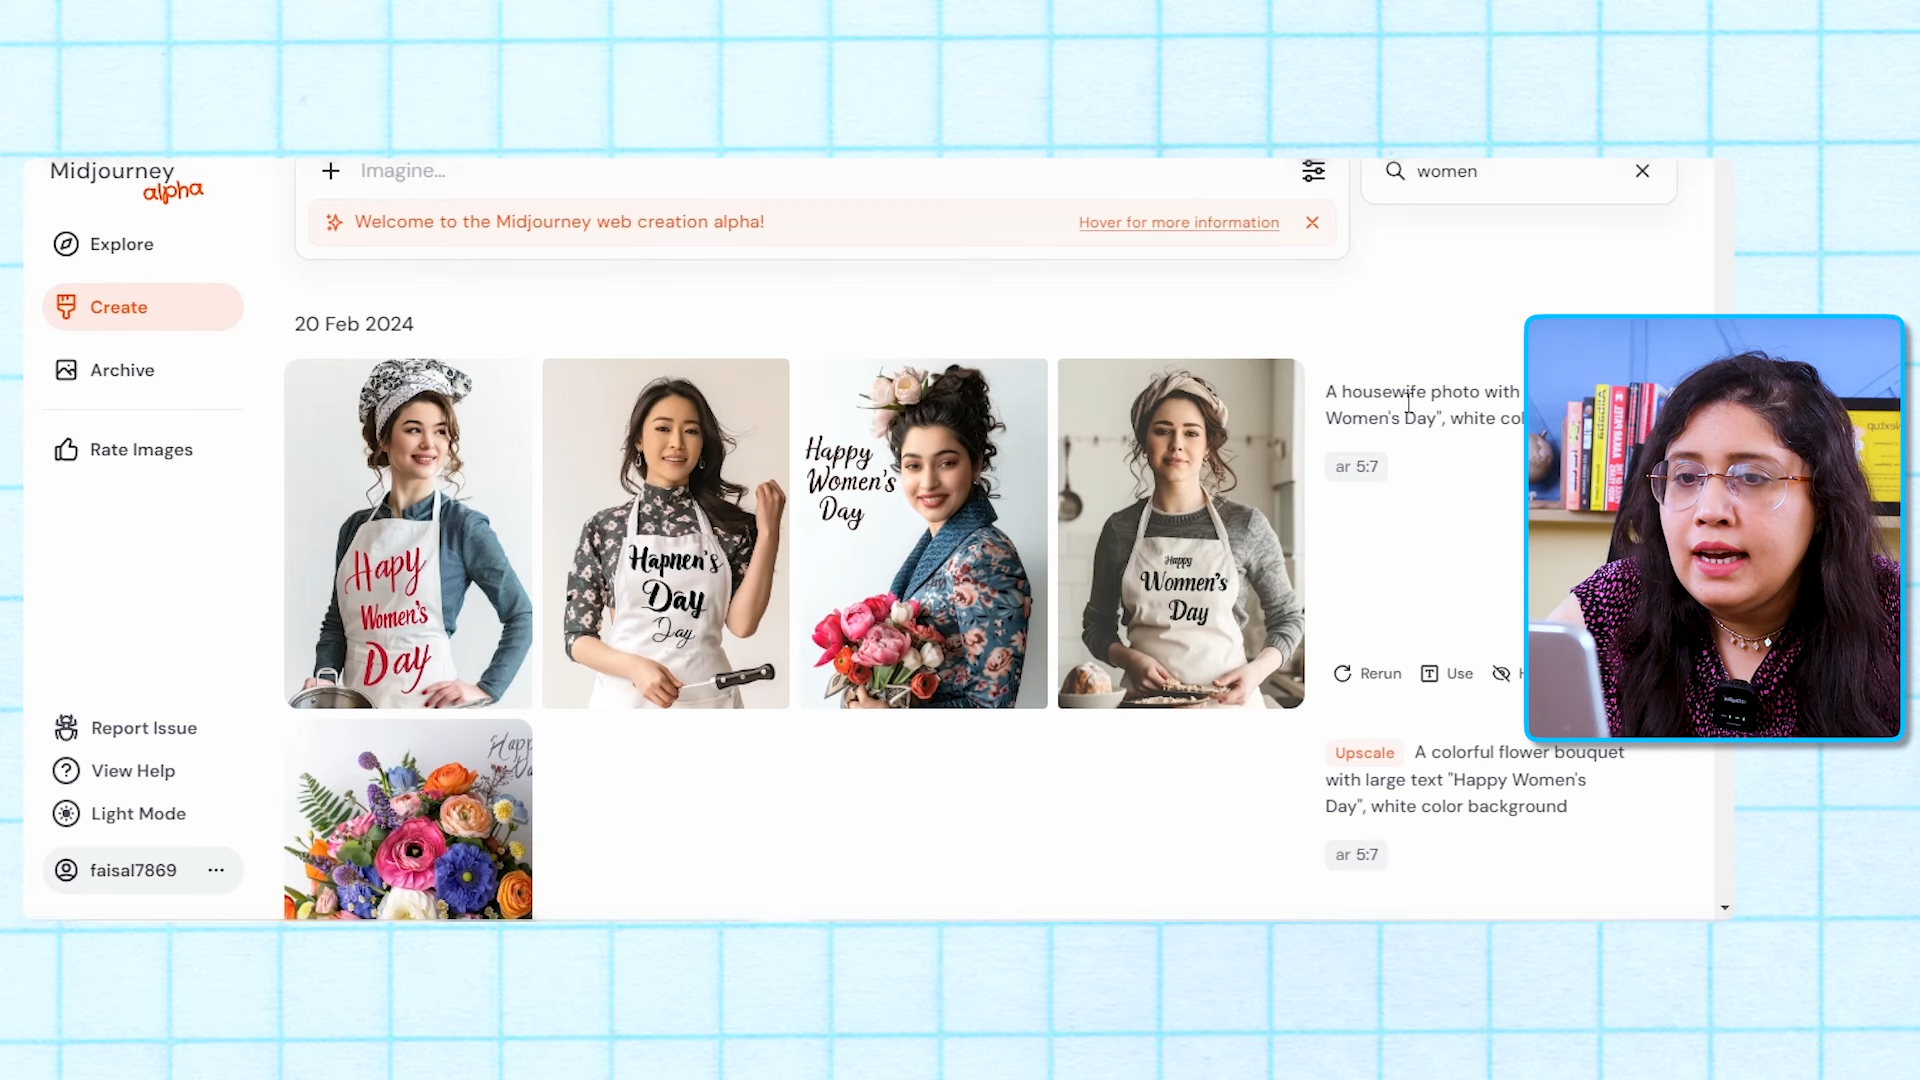 Midjourney
alpha
Imagine...
women
Welcome to the Midjourney web creation alpha!
Hover for more information
Explore
Create
Archive
Rate Images
Report Issue
View Help
Light Mode
faisal7869
20 Feb 2024
Hapy
Women's
Day
Hapnen's
Day
Day
Happy
Women's
Day
Happy
Wonmen's
Day
A housewife photo with
Women's Day", white col
ar 5:7
Rerun
Use
Upscale A colorful flower bouquet
with large text "Happy Women's
Day", white color background
ar 5:7